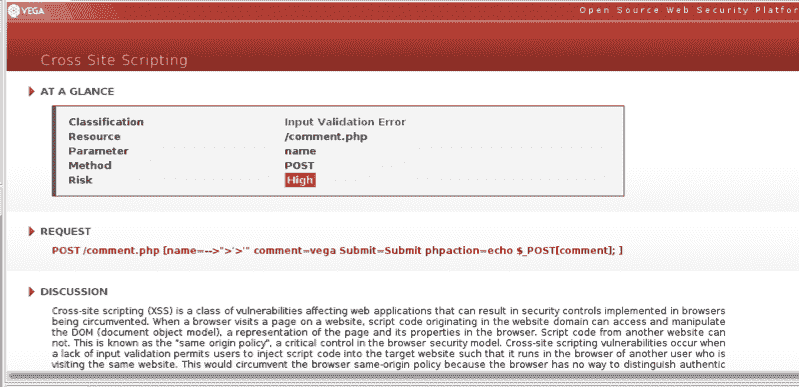 VEGA
Open Source Web Security Platfor
Cross Site Scripting
AT A GLANCE
Classification Input Validation Error
Resource /comment.php
Parameter name
Method POST
Risk High
REQUEST
POST /comment.php [name=-->">'>'" comment=vega Submit=Submit phpaction=echo $_POST[comment]; ]
DISCUSSION
Cross-site scripting (XSS) is a class of vulnerabilities affecting web applications that can result in security controls implemented in browsers
being circumvented. When a browser visits a page on a website, script code originating in the website domain can access and manipulate
the DOM (document object model), a representation of the page and its properties in the browser. Script code from another website can
not. This is known as the "same origin policy", a critical control in the browser security model. Cross-site scripting vulnerabilities occur when
a lack of input validation permits users to inject script code into the target website such that it runs in the browser of another user who is
visiting the same website. This would circumvent the browser same-origin policy because the browser has no way to distinguish authentic